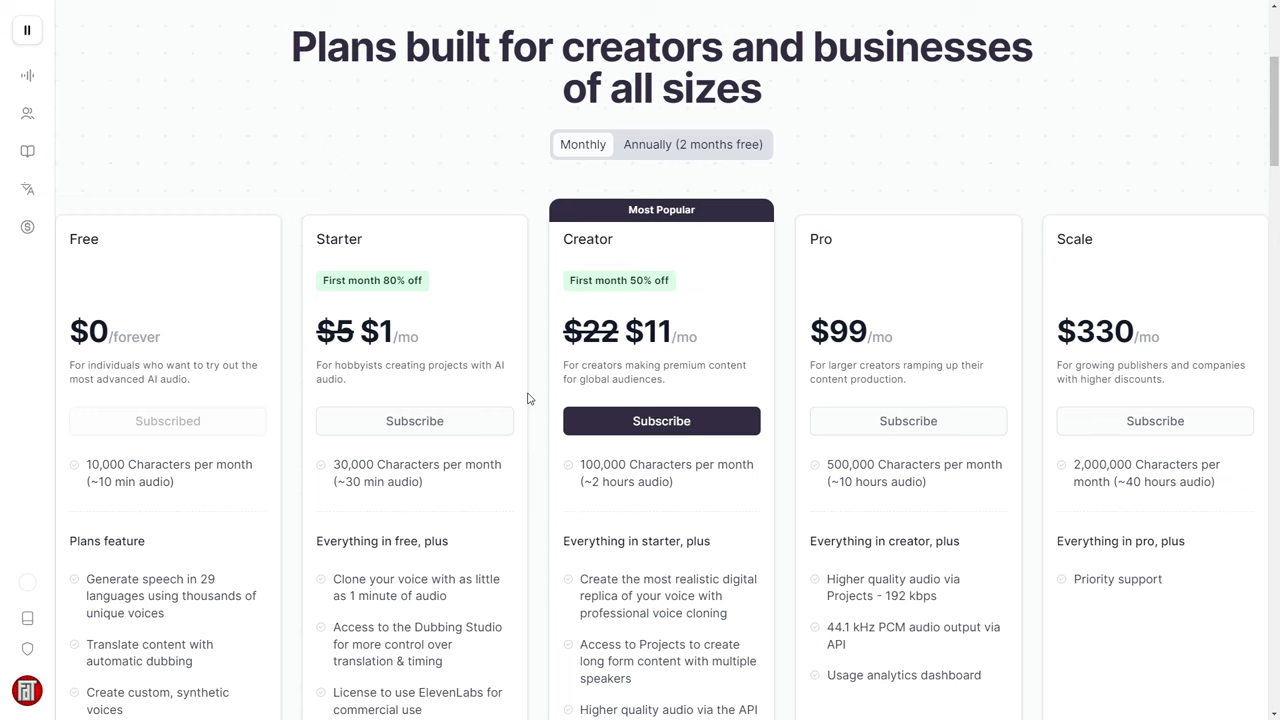 Plans built for creators and businesses
of all sizes
Monthly
Annually (2 months free)
Free
$0/forever
For individuals who want to try out the
most advanced AI audio.
Subscribed
10,000 Characters per month
(~10 min audio)
Plans feature
Generate speech in 29
languages using thousands of
unique voices
Translate content with
automatic dubbing
Create custom, synthetic
voices
Starter
First month 80% off
$5 $1/mo
For hobbyists creating projects with AI
audio.
Subscribe
30,000 Characters per month
(~30 min audio)
Everything in free, plus
Clone your voice with as little
as 1 minute of audio
Access to the Dubbing Studio
for more control over
translation & timing
License to use ElevenLabs for
commercial use
Most Popular
Creator
First month 50% off
$22 $11/mo
For creators making premium content
for global audiences.
Subscribe
100,000 Characters per month
(~2 hours audio)
Everything in starter, plus
Create the most realistic digital
replica of your voice with
professional voice cloning
Access to Projects to create
long form content with multiple
speakers
Higher quality audio via the API
Pro
$99/mo
For larger creators ramping up their
content production.
Subscribe
500,000 Characters per month
(~10 hours audio)
Everything in creator, plus
Higher quality audio via
Projects - 192 kbps
44.1 kHz PCM audio output via
API
Usage analytics dashboard
Scale
$330/mo
For growing publishers and companies
with higher discounts.
Subscribe
2,000,000 Characters per
month (~40 hours audio)
Everything in pro, plus
Priority support